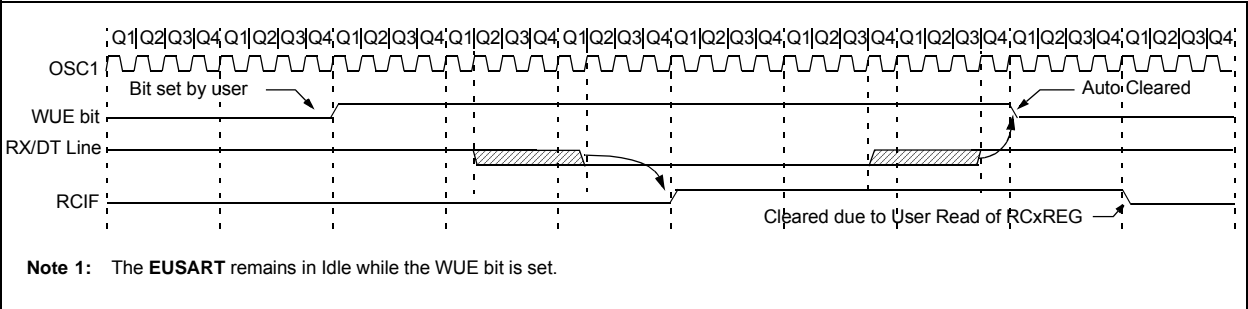 Q1|Q2|Q3|Q4 Q1|Q2|Q3|Q4 Q1|Q2|Q3|Q4 Q1|Q2|Q3|Q4 Q1|Q2|Q3|Q4 Q1|Q2|Q3|Q4 Q1|Q2|Q3|Q4 Q1|Q2|Q3|Q4 Q1|Q2|Q3|Q4 Q1|Q2|Q3|Q4
OSC1
Bit set by user
Auto Cleared
WUE bit
RX/DT Line
RCIF
Cleared due to User Read of RCxREG
Note 1: The EUSART remains in Idle while the WUE bit is set.